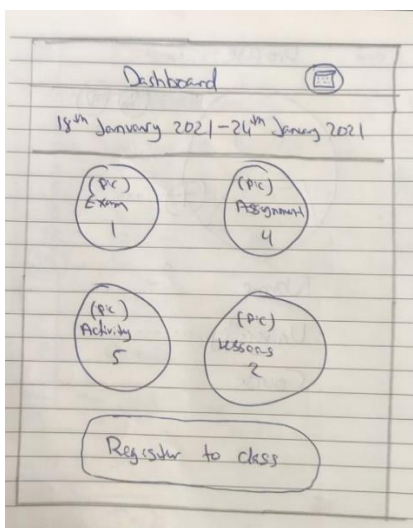 Dashboard
18th January 2021-24th January 2021
(Pic) (Pic)
Exam Assignment
1 4
(Pic) (Pic)
Activity Lessons
5 2
Register to class